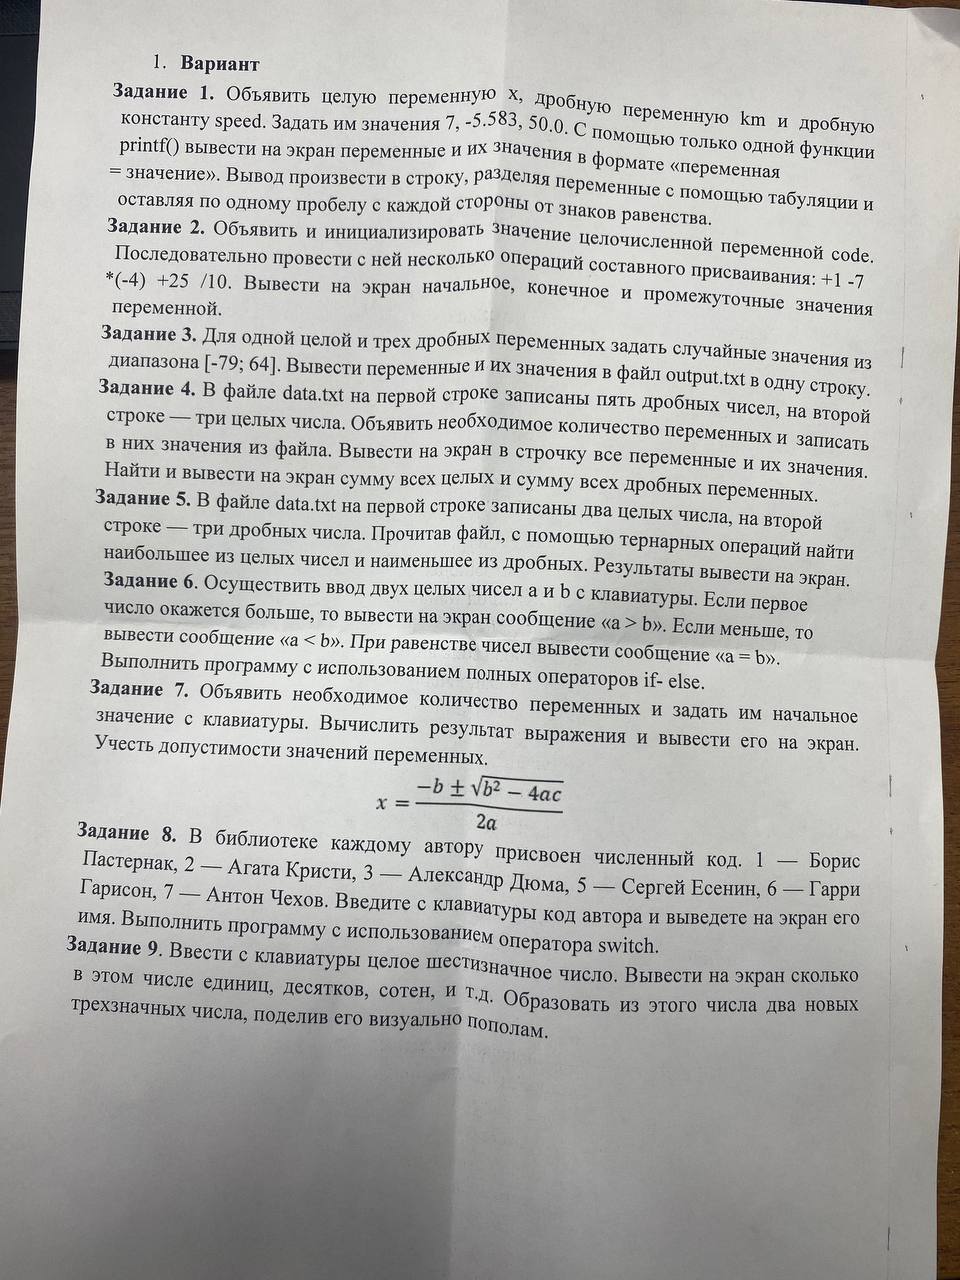 1. Вариант
Задание 1. Объявить целую переменную x, дробную переменную km и дробную
константу speed. Задать им значения 7, -5.583, 50.0. С помощью только одной функции
printf() вывести на экран переменные и их значения в формате «переменная
= значение». Вывод произвести в строку, разделяя переменные с помощью табуляции и
оставляя по одному пробелу с каждой стороны от знаков равенства.
Задание 2. Объявить и инициализировать значение целочисленной переменной code.
Последовательно провести с ней несколько операций составного присваивания: +1 -7
*(-4) +25 /10. Вывести на экран начальное, конечное и промежуточные значения
переменной.
Задание 3. Для одной целой и трех дробных переменных задать случайные значения из
диапазона [-79; 64]. Вывести переменные и их значения в файл output.txt в одну строку.
Задание 4. В файле data.txt на первой строке записаны пять дробных чисел, на второй
строке — три целых числа. Объявить необходимое количество переменных и записать
в них значения из файла. Вывести на экран в строчку все переменные и их значения.
Найти и вывести на экран сумму всех целых и сумму всех дробных переменных.
Задание 5. В файле data.txt на первой строке записаны два целых числа, на второй
строке — три дробных числа. Прочитав файл, с помощью тернарных операций найти
наибольшее из целых чисел и наименьшее из дробных. Результаты вывести на экран.
Задание 6. Осуществить ввод двух целых чисел a и b с клавиатуры. Если первое
число окажется больше, то вывести на экран сообщение «a > b». Если меньше, то
вывести сообщение «a < b». При равенстве чисел вывести сообщение «a = b».
Выполнить программу с использованием полных операторов if- else.
Задание 7. Объявить необходимое количество переменных и задать им начальное
значение с клавиатуры. Вычислить результат выражения и вывести его на экран.
Учесть допустимости значений переменных.
x = (−b ± √(b² − 4ac)) / 2a
Задание 8. В библиотеке каждому автору присвоен численный код. 1 — Борис
Пастернак, 2 — Агата Кристи, 3 — Александр Дюма, 5 — Сергей Есенин, 6 — Гарри
Гарисон, 7 — Антон Чехов. Введите с клавиатуры код автора и выведете на экран его
имя. Выполнить программу с использованием оператора switch.
Задание 9. Ввести с клавиатуры целое шестизначное число. Вывести на экран сколько
в этом числе единиц, десятков, сотен, и т.д. Образовать из этого числа два новых
трехзначных числа, поделив его визуально пополам.